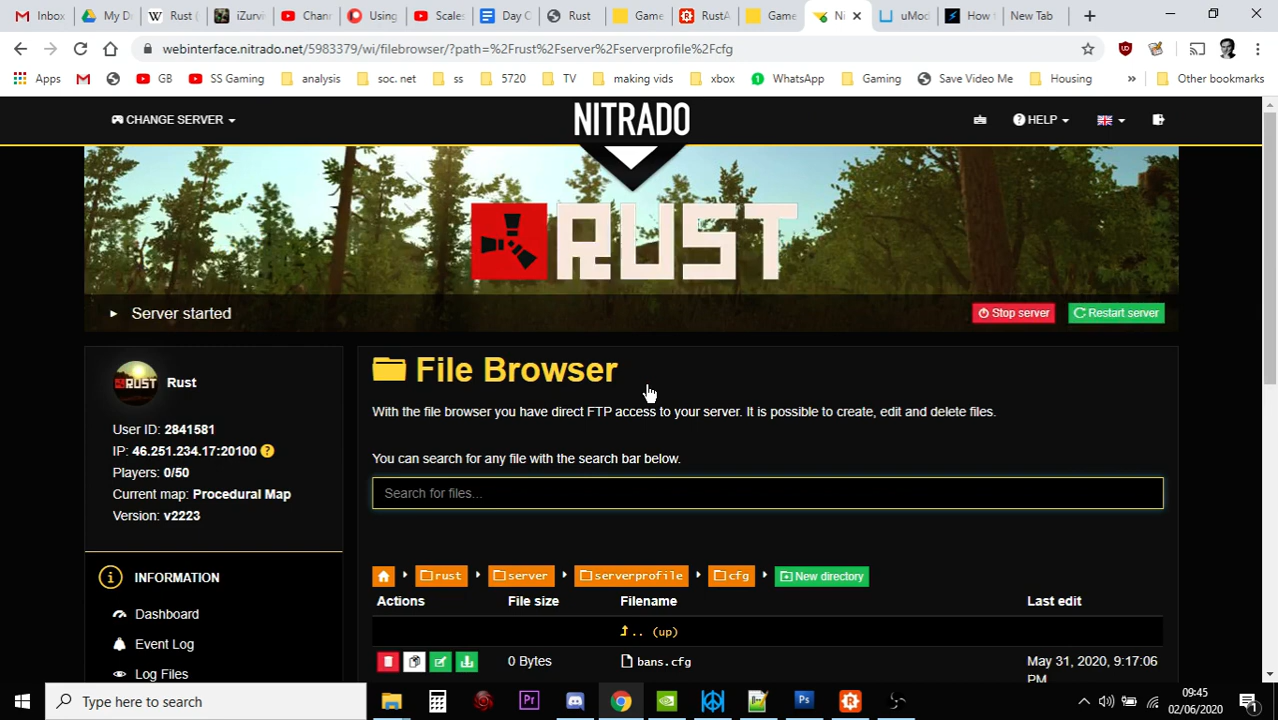 Inbox
My D
Rust (
iZurvi
Chann
Using
Scales
Day C
Rust
Game
RustA
Game
Ni
uMod
How t
New Tab
webinterface.nitrado.net/5983379/wi/filebrowser/?path=%2Frust%2Fserver%2Fserverprofile%2Fcfg
Apps
GB
SS Gaming
analysis
soc. net
ss
5720
TV
making vids
xbox
WhatsApp
Gaming
Save Video Me
Housing
»
Other bookmarks
CHANGE SERVER
NITRADO
HELP
RUST
Server started
Stop server
Restart server
RUST
Rust
User ID: 2841581
IP: 46.251.234.17:20100
Players: 0/50
Current map: Procedural Map
Version: v2223
INFORMATION
Dashboard
Event Log
Log Files
File Browser
With the file browser you have direct FTP access to your server. It is possible to create, edit and delete files.
You can search for any file with the search bar below.
Search for files...
rust
server
serverprofile
cfg
New directory
Actions
File size
Filename
Last edit
.. (up)
0 Bytes
bans.cfg
May 31, 2020, 9:17:06
PM
Type here to search
Pr
Ps
09:45
02/06/2020
1